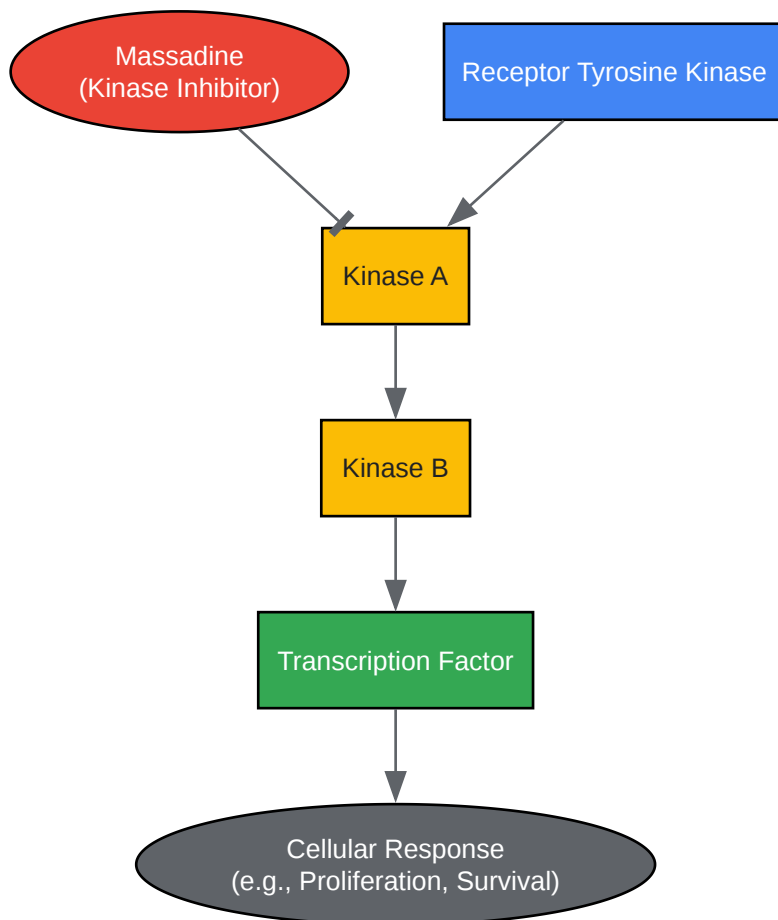 Massadine
(Kinase Inhibitor)
Receptor Tyrosine Kinase
Kinase A
Kinase B
Transcription Factor
Cellular Response
(e.g., Proliferation, Survival)